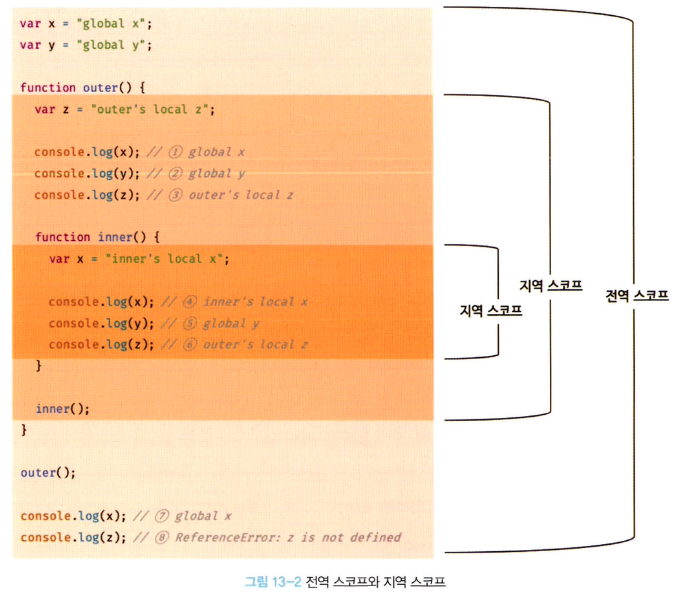 var x = "global x";
var y = "global y";
function outer() {
var z = "outer's local z";
console.log(x); // ① global x
console.log(y); // ② global y
console.log(z); // ③ outer's local z
function inner() {
var x = "inner's local x";
console.log(x); // ④ inner's local x
console.log(y); // ⑤ global y
console.log(z); // ⑥ outer's local z
}
inner();
}
outer();
console.log(x); // ⑦ global x
console.log(z); // ⑧ ReferenceError: z is not defined
지역 스코프
지역 스코프
전역 스코프
그림 13-2 전역 스코프와 지역 스코프